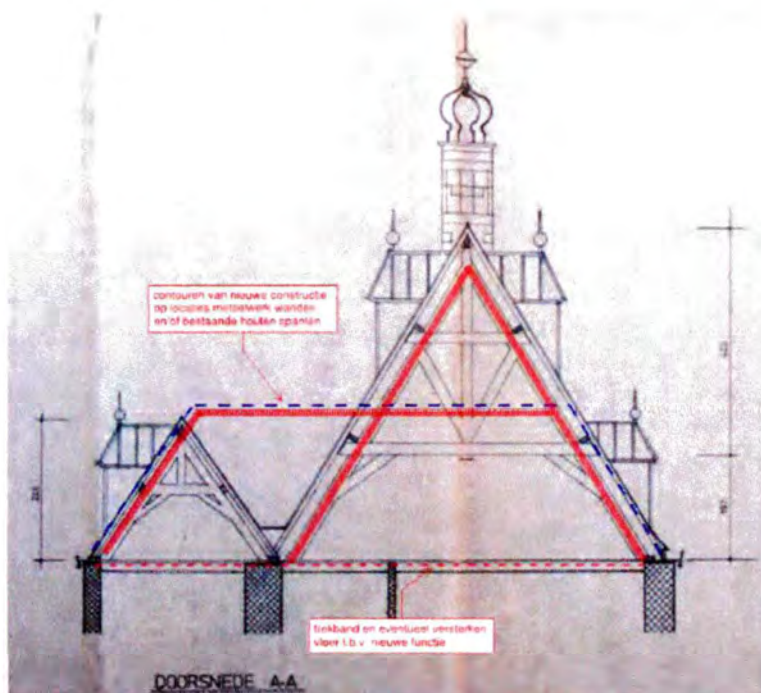 contouren van nieuwe constructie
op locaties metselwerk wanden
en/of bestaande houten spanten
trekband en eventueel versterken
vloer t.b.v. nieuwe functie
DOORSNEDE A-A